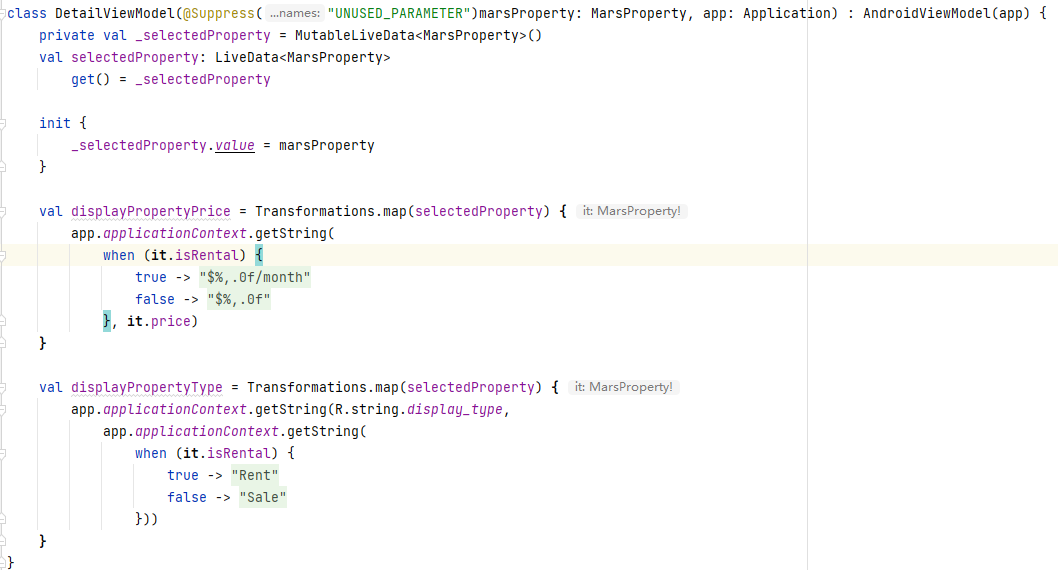 class DetailViewModel(@Suppress( ...names: "UNUSED_PARAMETER")marsProperty: MarsProperty, app: Application) : AndroidViewModel(app) {
    private val _selectedProperty = MutableLiveData<MarsProperty>()
    val selectedProperty: LiveData<MarsProperty>
        get() = _selectedProperty

    init {
        _selectedProperty.value = marsProperty
    }

    val displayPropertyPrice = Transformations.map(selectedProperty) { it: MarsProperty!
        app.applicationContext.getString(
            when (it.isRental) {
                true -> "$%,.0f/month"
                false -> "$%,.0f"
            }, it.price)
    }

    val displayPropertyType = Transformations.map(selectedProperty) { it: MarsProperty!
        app.applicationContext.getString(R.string.display_type,
            app.applicationContext.getString(
                when (it.isRental) {
                    true -> "Rent"
                    false -> "Sale"
                }))
    }
}